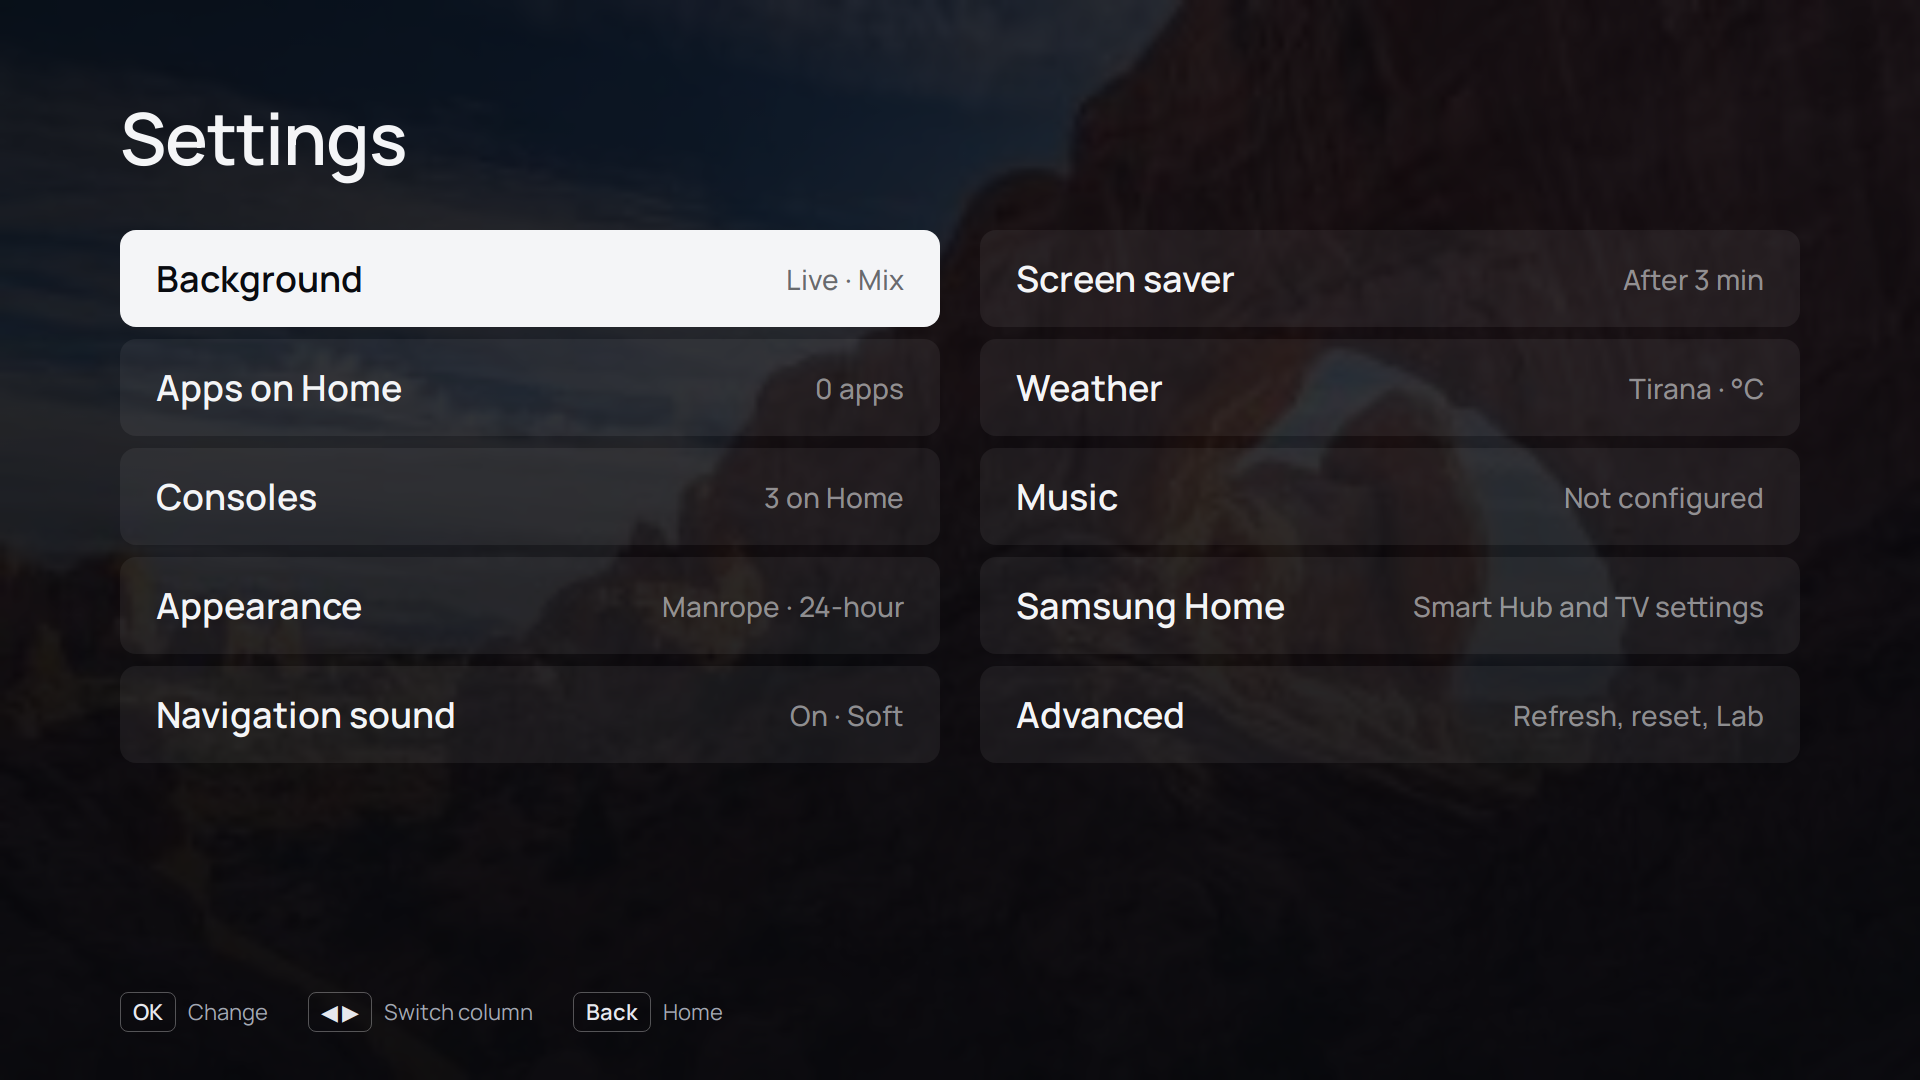 Settings
Background Live · Mix
Apps on Home 0 apps
Consoles 3 on Home
Appearance Manrope · 24-hour
Navigation sound On · Soft
Screen saver After 3 min
Weather Tirana · °C
Music Not configured
Samsung Home Smart Hub and TV settings
Advanced Refresh, reset, Lab
OK Change ◀▶ Switch column Back Home